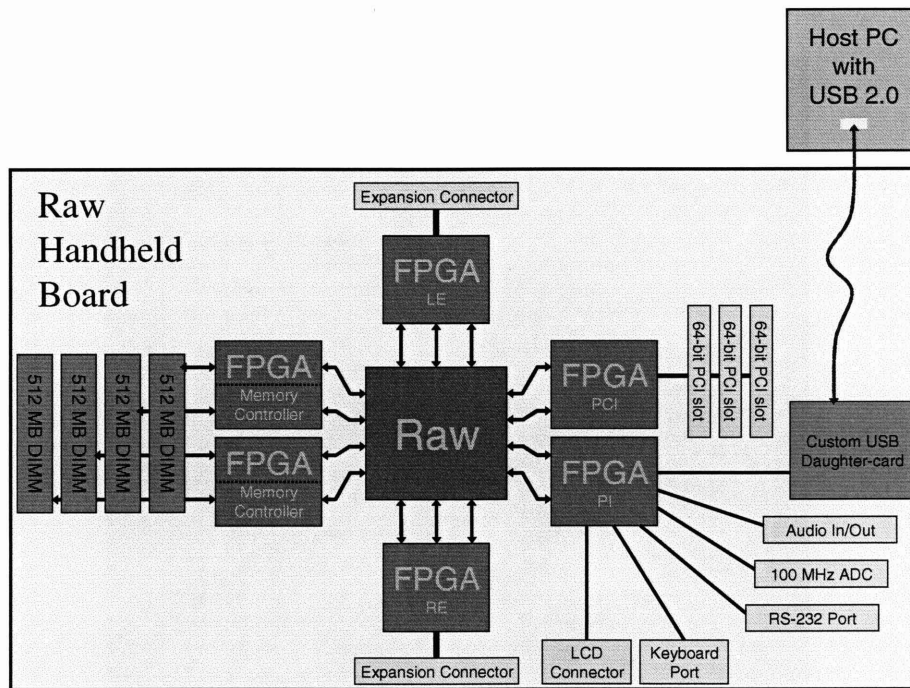 Host PC
with
USB 2.0
Raw
Handheld
Board
Expansion Connector
FPGA
LE
512 MB DIMM
512 MB DIMM
512 MB DIMM
512 MB DIMM
FPGA
Memory
Controller
FPGA
Memory
Controller
Raw
FPGA
PCI
64-bit PCI slot
64-bit PCI slot
64-bit PCI slot
FPGA
PI
Custom USB
Daughter-card
Audio In/Out
100 MHz ADC
RS-232 Port
FPGA
RE
Expansion Connector
LCD
Connector
Keyboard
Port